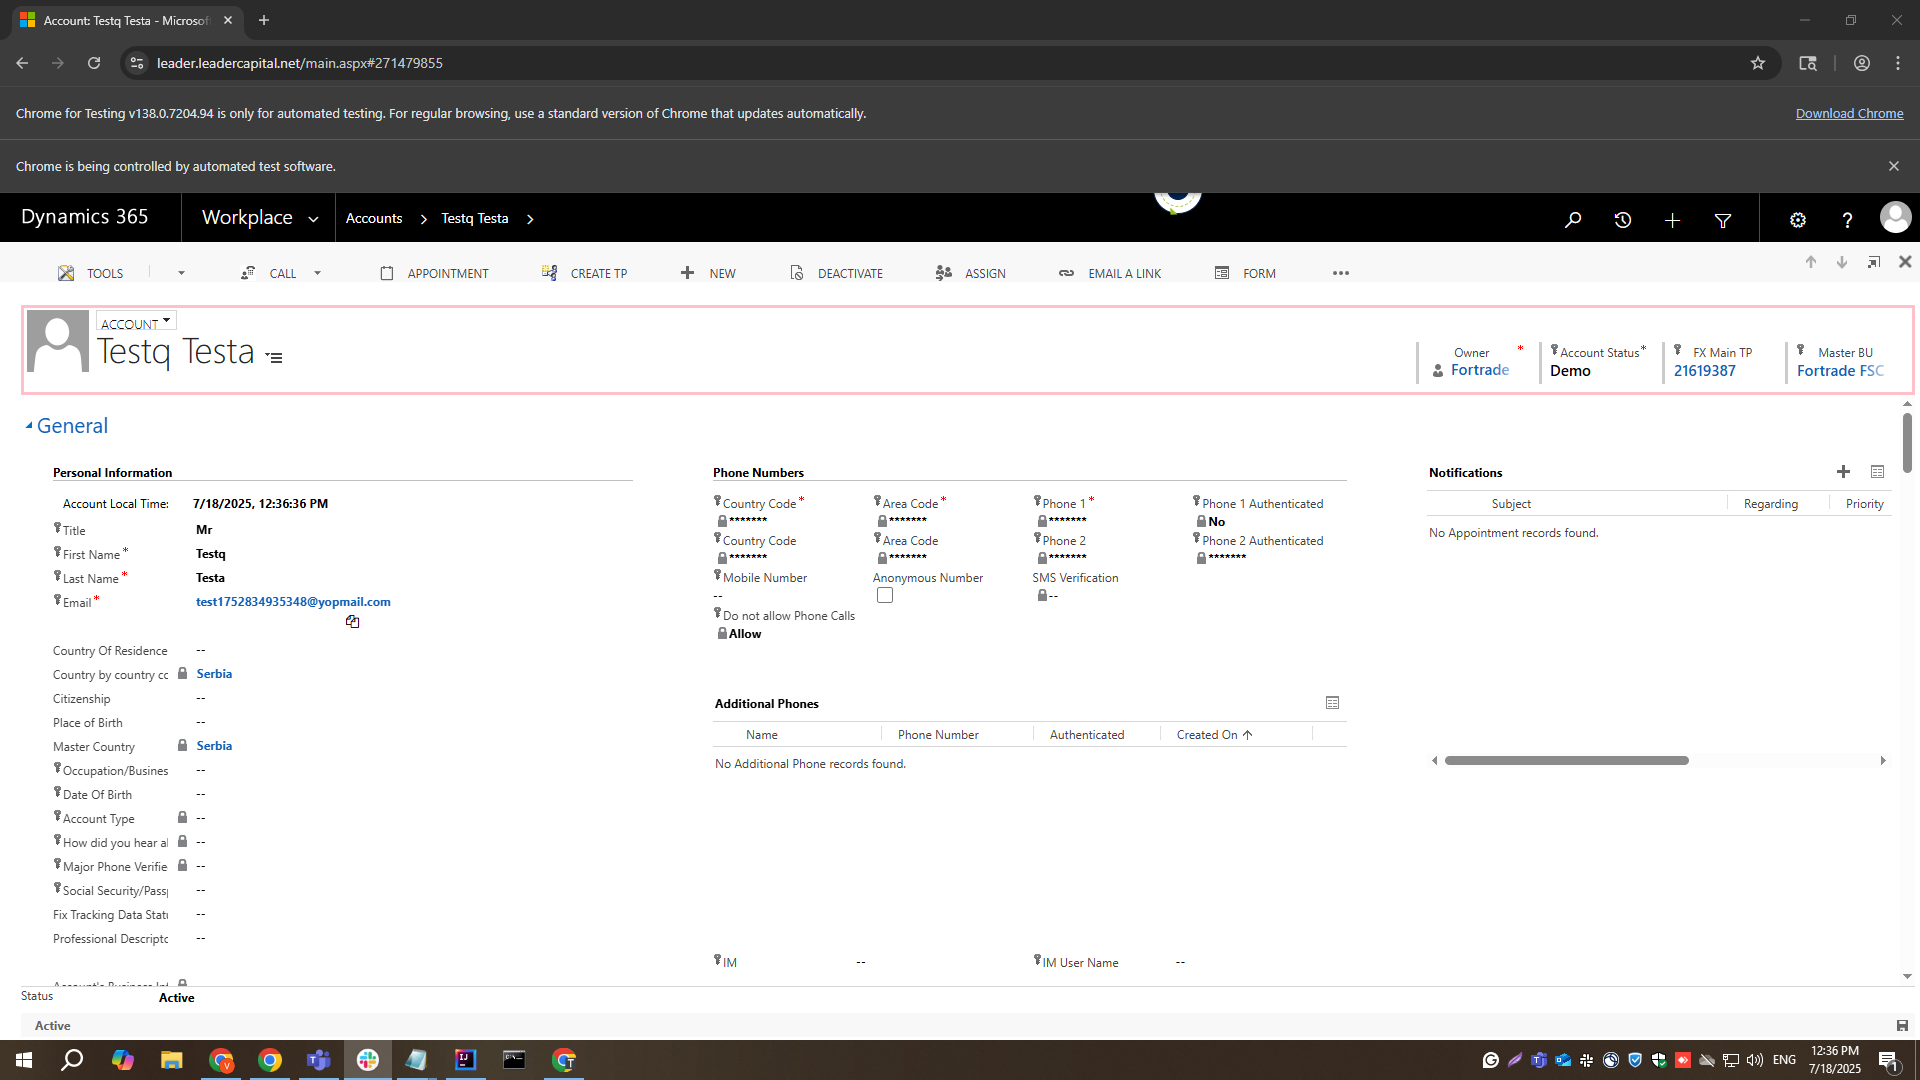 Account: Testq Testa - Microsof
leader.leadercapital.net/main.aspx#271479855
Chrome for Testing v138.0.7204.94 is only for automated testing. For regular browsing, use a standard version of Chrome that updates automatically.
Download Chrome
Chrome is being controlled by automated test software.
Dynamics 365
Workplace
Accounts
Testq Testa
TOOLS
CALL
APPOINTMENT
CREATE TP
NEW
DEACTIVATE
ASSIGN
EMAIL A LINK
FORM
ACCOUNT
Testq Testa
Owner *
Fortrade
Account Status *
Demo
FX Main TP
21619387
Master BU
Fortrade FSC
General
Personal Information
Account Local Time: 7/18/2025, 12:36:36 PM
Title Mr
First Name * Testq
Last Name * Testa
Email * test1752834935348@yopmail.com
Country Of Residence --
Country by country cc Serbia
Citizenship --
Place of Birth --
Master Country Serbia
Occupation/Busines --
Date Of Birth --
Account Type --
How did you hear a --
Major Phone Verifie --
Social Security/Pass --
Fix Tracking Data Stat --
Professional Descripto --
Phone Numbers
Country Code * Area Code * Phone 1 * Phone 1 Authenticated
******* ******* ******* No
Country Code Area Code Phone 2 Phone 2 Authenticated
******* ******* ******* *******
Mobile Number Anonymous Number SMS Verification
-- --
Do not allow Phone Calls
Allow
Additional Phones
Name Phone Number Authenticated Created On
No Additional Phone records found.
IM -- IM User Name --
Notifications
Subject Regarding Priority
No Appointment records found.
Status Active
Active
ENG
12:36 PM
7/18/2025
1